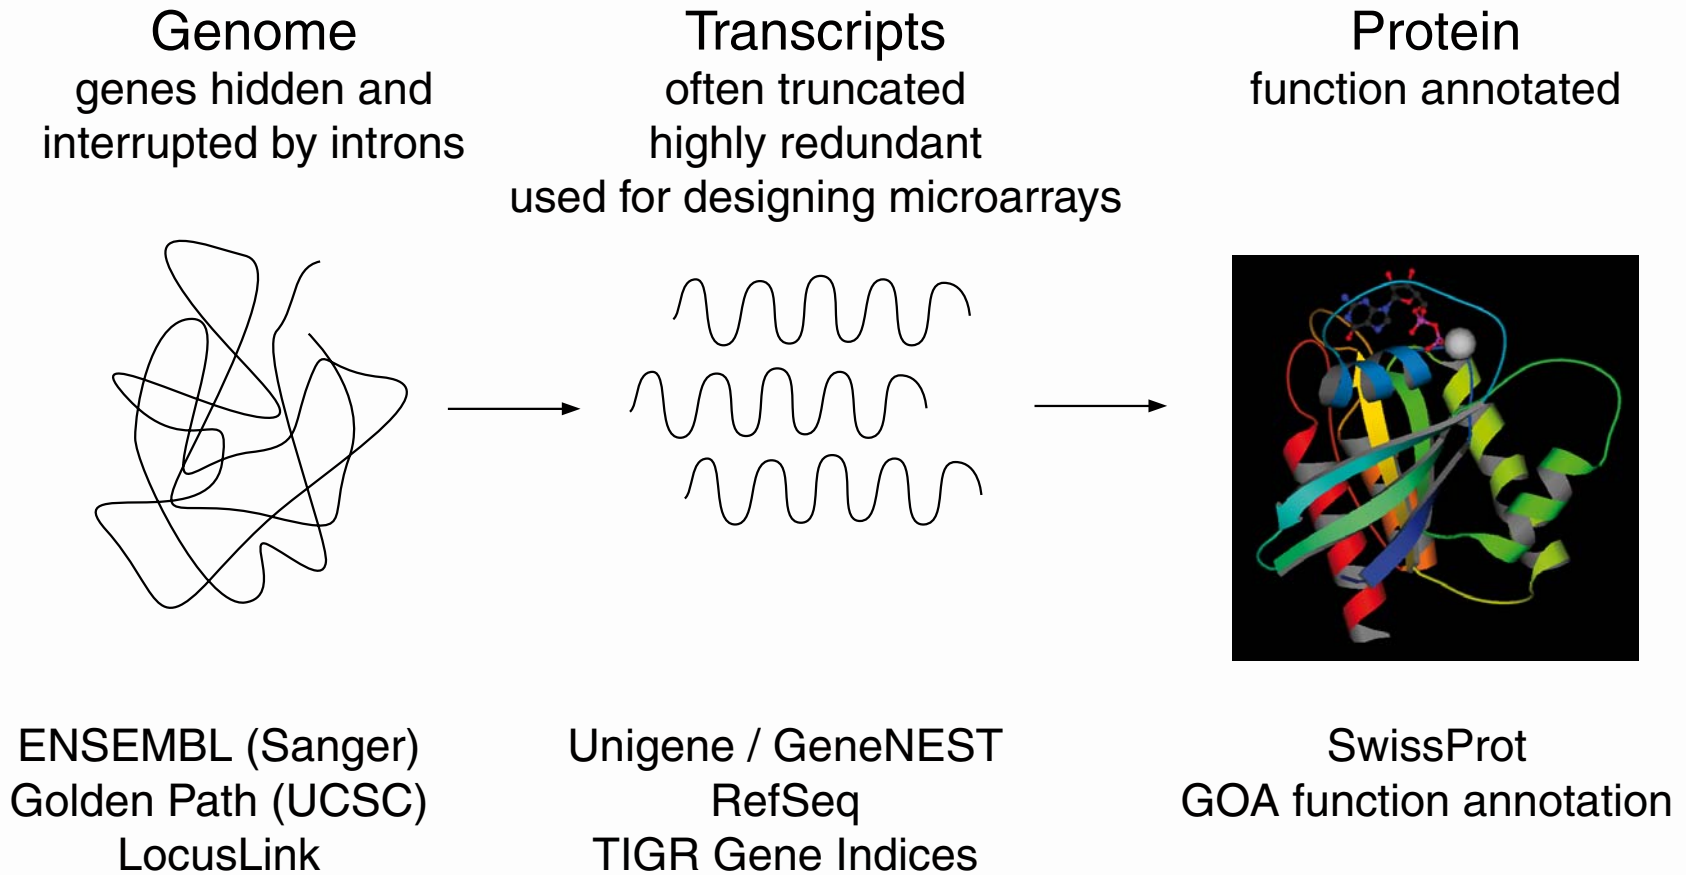 Genome
genes hidden and
interrupted by introns
Transcripts
often truncated
highly redundant
used for designing microarrays
Protein
function annotated
ENSEMBL (Sanger)
Golden Path (UCSC)
LocusLink
Unigene / GeneNEST
RefSeq
TIGR Gene Indices
SwissProt
GOA function annotation